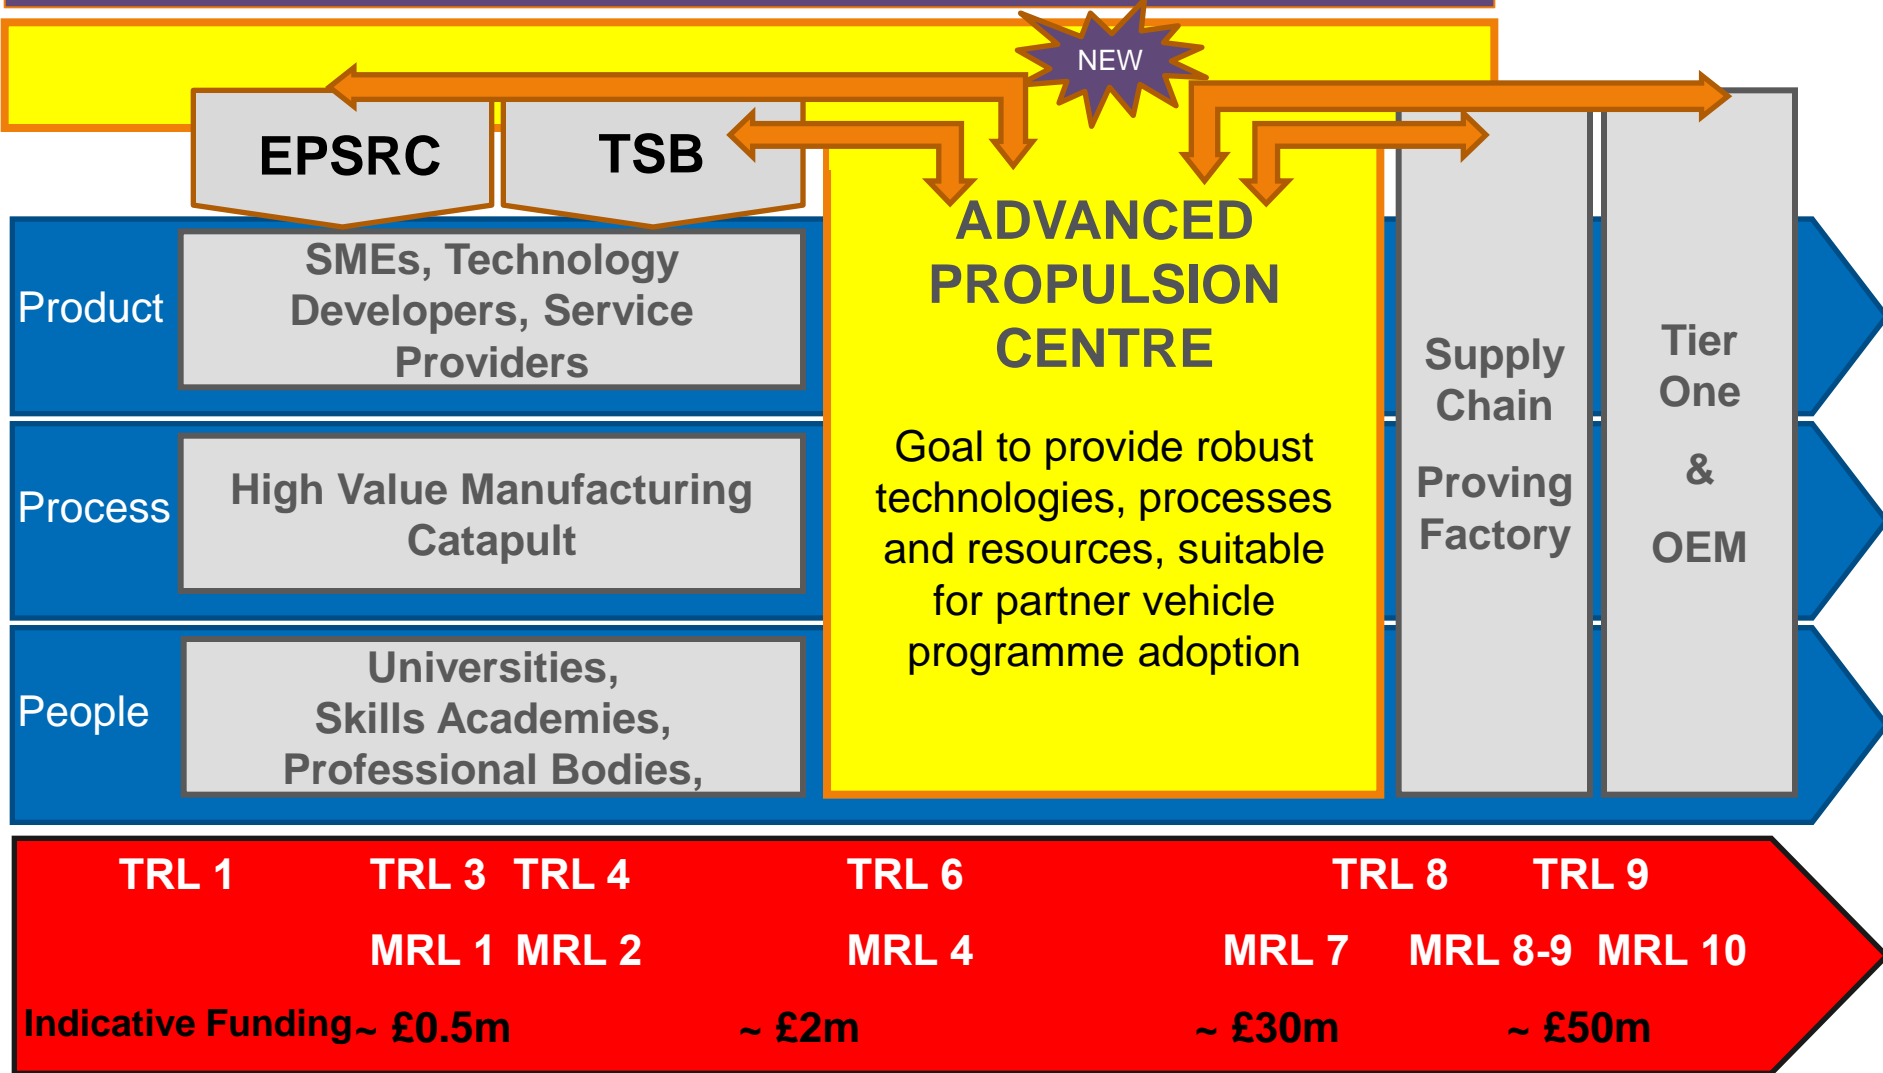 NEW
EPSRC
TSB
ADVANCED
PROPULSION
CENTRE
Goal to provide robust
technologies, processes
and resources, suitable
for partner vehicle
programme adoption
Product
SMEs, Technology
Developers, Service
Providers
Process
High Value Manufacturing
Catapult
People
Universities,
Skills Academies,
Professional Bodies,
Supply
Chain
Proving
Factory
Tier
One
&
OEM
TRL 1 TRL 3 TRL 4 TRL 6 TRL 8 TRL 9
MRL 1 MRL 2 MRL 4 MRL 7 MRL 8-9 MRL 10
Indicative Funding ~ £0.5m ~ £2m ~ £30m ~ £50m